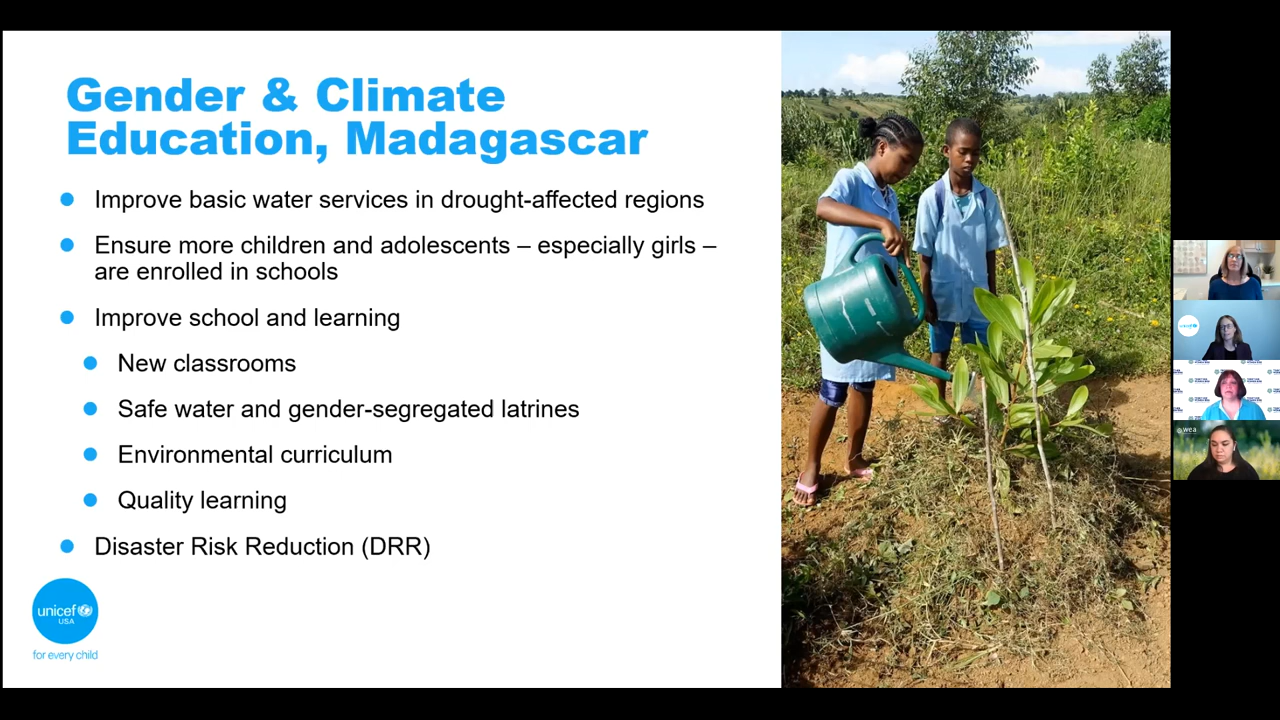 Gender & Climate
Education, Madagascar
Improve basic water services in drought-affected regions
Ensure more children and adolescents – especially girls –
are enrolled in schools
Improve school and learning
New classrooms
Safe water and gender-segregated latrines
Environmental curriculum
Quality learning
Disaster Risk Reduction (DRR)
unicef
USA
for every child
unicef
wea